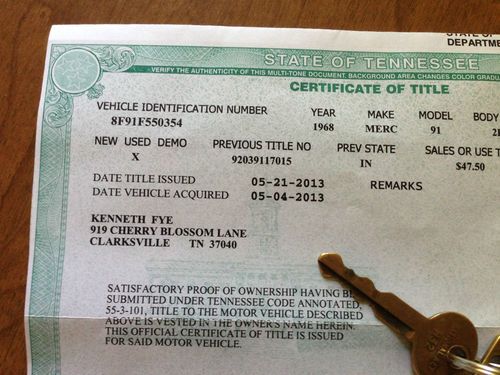 STATE OF
DEPARTME
STATE OF TENNESSEE
VERIFY THE AUTHENTICITY OF THIS MULTI-TONE DOCUMENT. BACKGROUND AREA CHANGES COLOR GRADU
CERTIFICATE OF TITLE
VEHICLE IDENTIFICATION NUMBER YEAR MAKE MODEL BODY
8F91F550354 1968 MERC 91
NEW USED DEMO PREVIOUS TITLE NO PREV STATE SALES OR USE T
X 92039117015 IN $47.50
DATE TITLE ISSUED 05-21-2013 REMARKS
DATE VEHICLE ACQUIRED 05-04-2013
KENNETH FYE
919 CHERRY BLOSSOM LANE
CLARKSVILLE TN 37040
SATISFACTORY PROOF OF OWNERSHIP HAVING BE
SUBMITTED UNDER TENNESSEE CODE ANNOTATED,
55-3-101, TITLE TO THE MOTOR VEHICLE DESCRIBED
ABOVE IS VESTED IN THE OWNER'S NAME HEREIN.
THIS OFFICIAL CERTIFICATE OF TITLE IS ISSUED
FOR SAID MOTOR VEHICLE.